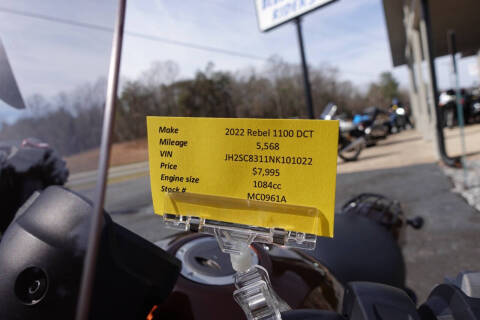 Make 2022 Rebel 1100 DCT
Mileage 5,568
VIN JH2SC8311NK101022
Price $7,995
Engine size 1084cc
Stock # MC0961A